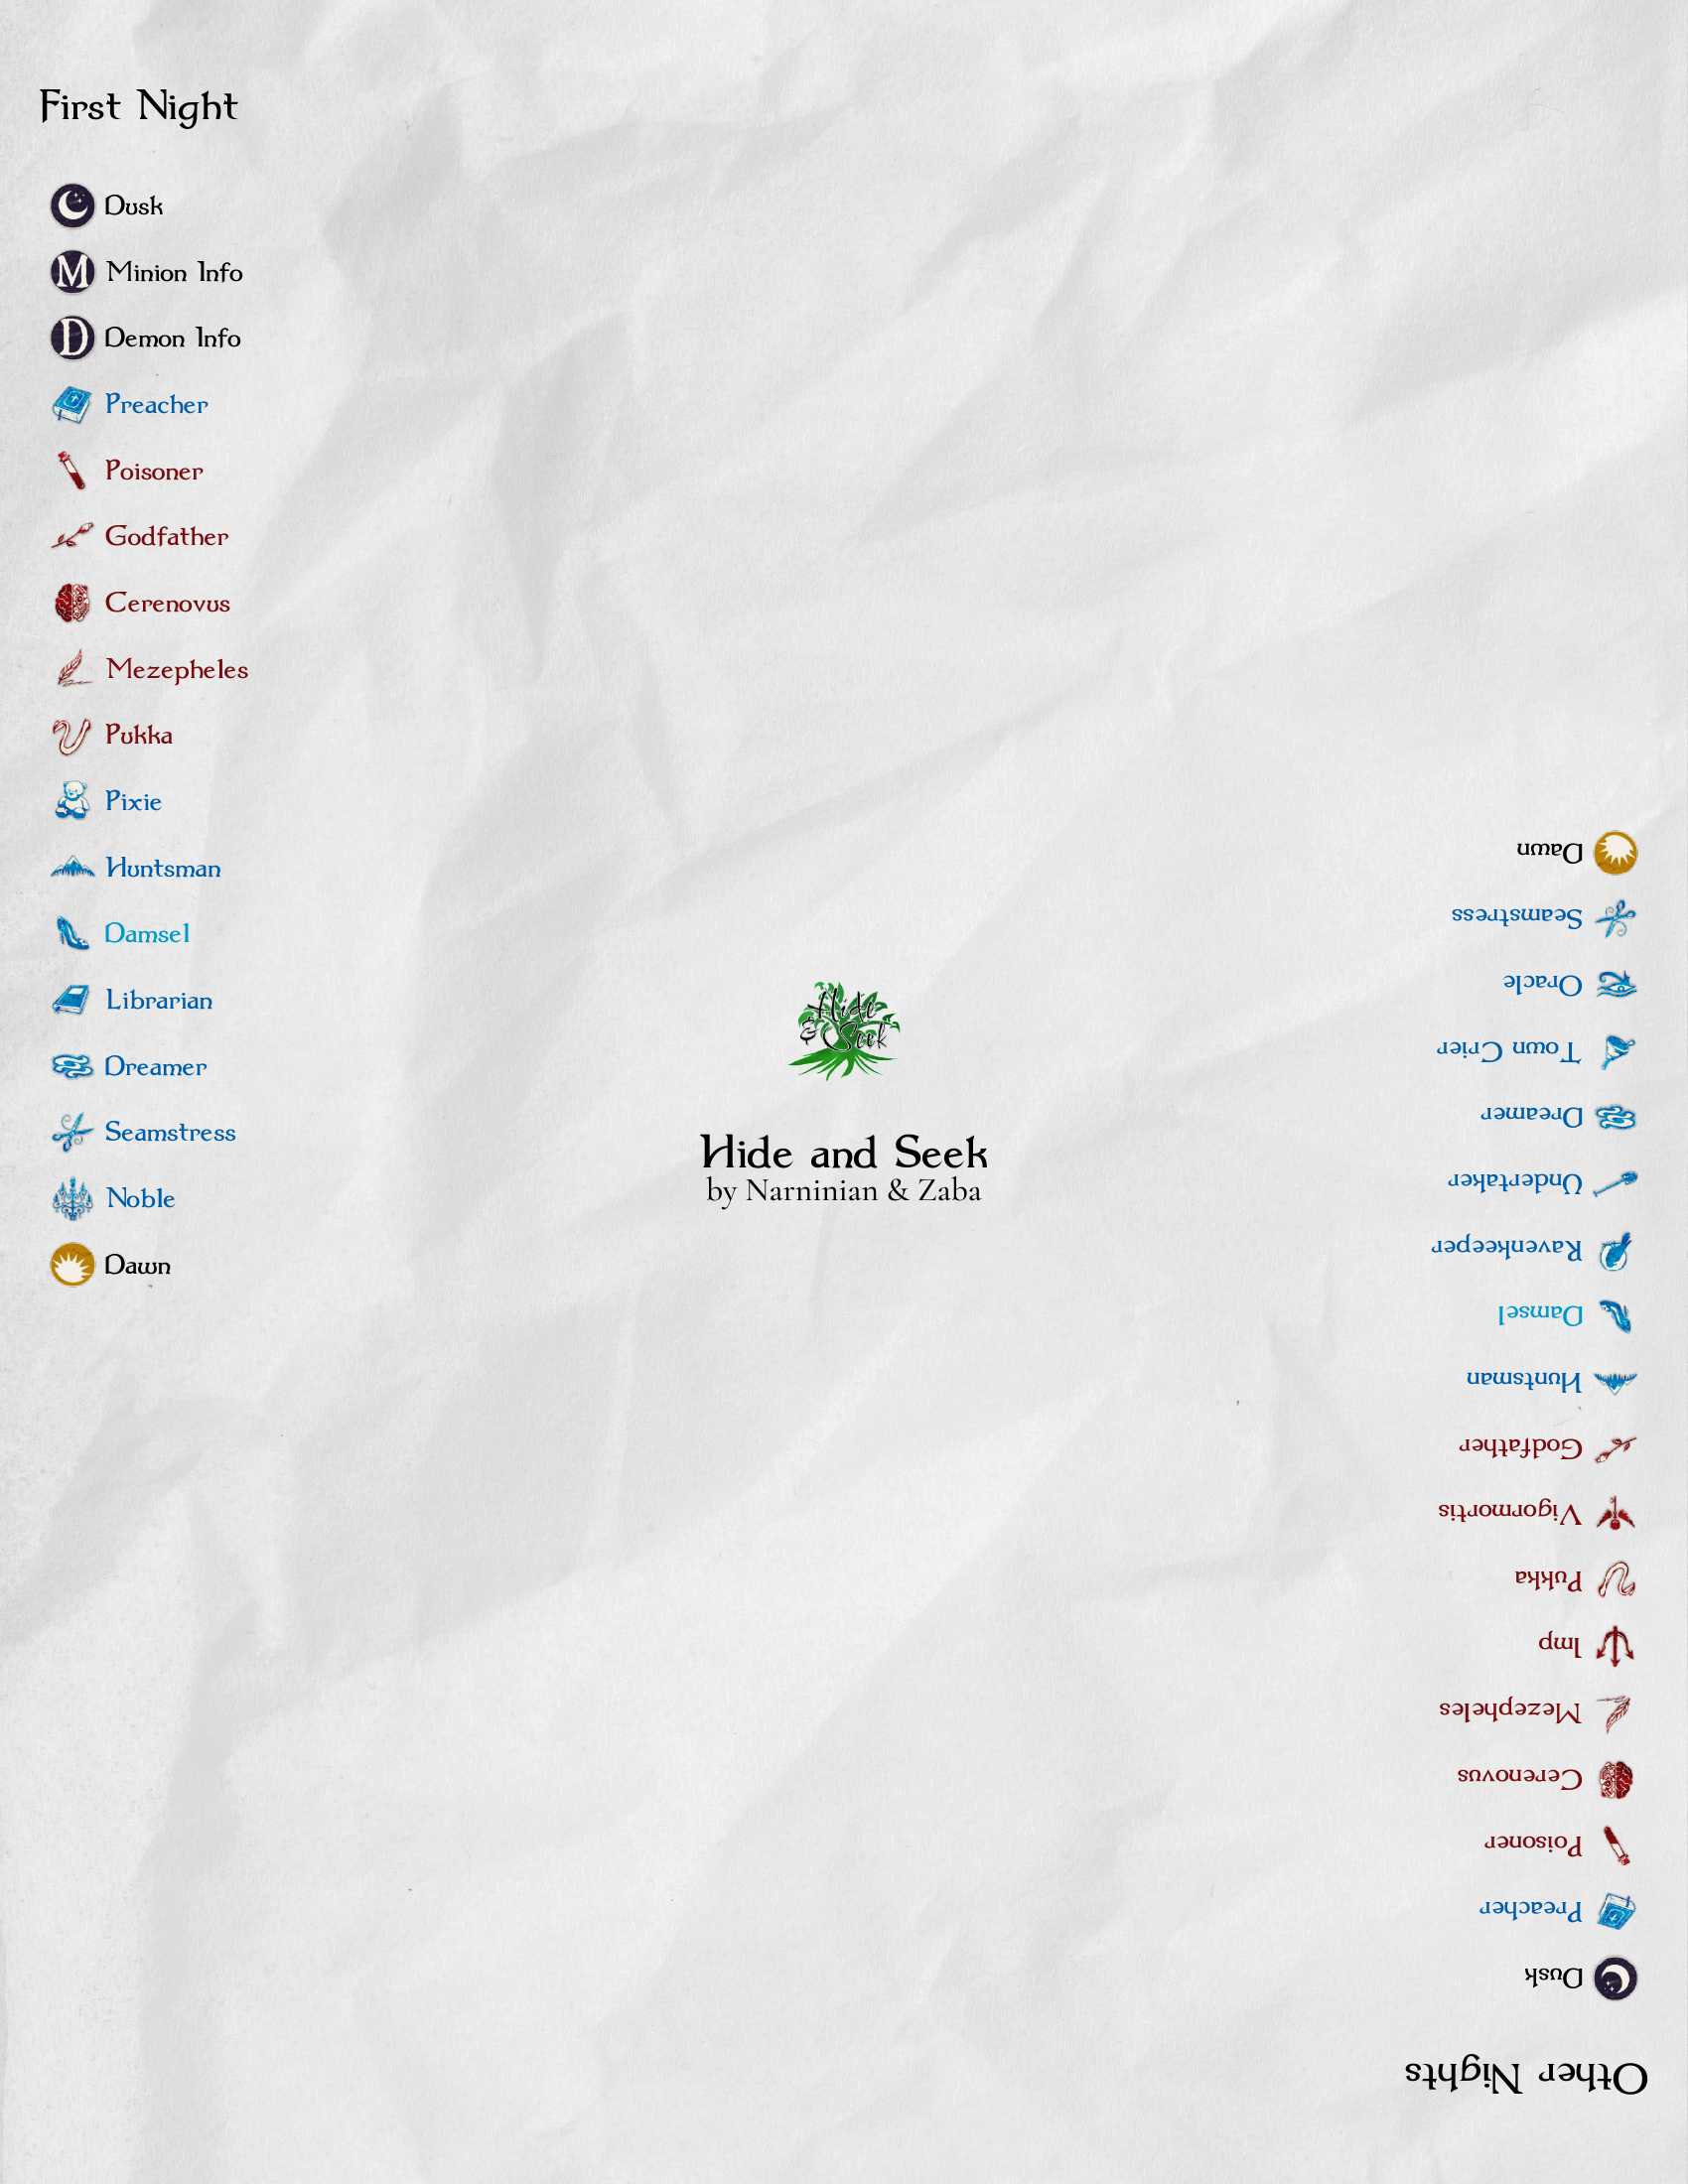 First Night
Dusk
Minion Info
Demon Info
Preacher
Poisoner
Godfather
Cerenovus
Mezepheles
Pukka
Pixie
Huntsman
Damsel
Librarian
Dreamer
Seamstress
Noble
Dawn
Hide
& Seek
Hide and Seek
by Narninian & Zaba
Other Nights
Dusk
Preacher
Poisoner
Cerenovus
Mezepheles
Imp
Pukka
Vigormortis
Godfather
Huntsman
Damsel
Ravenkeeper
Undertaker
Dreamer
Town Crier
Oracle
Seamstress
Dawn